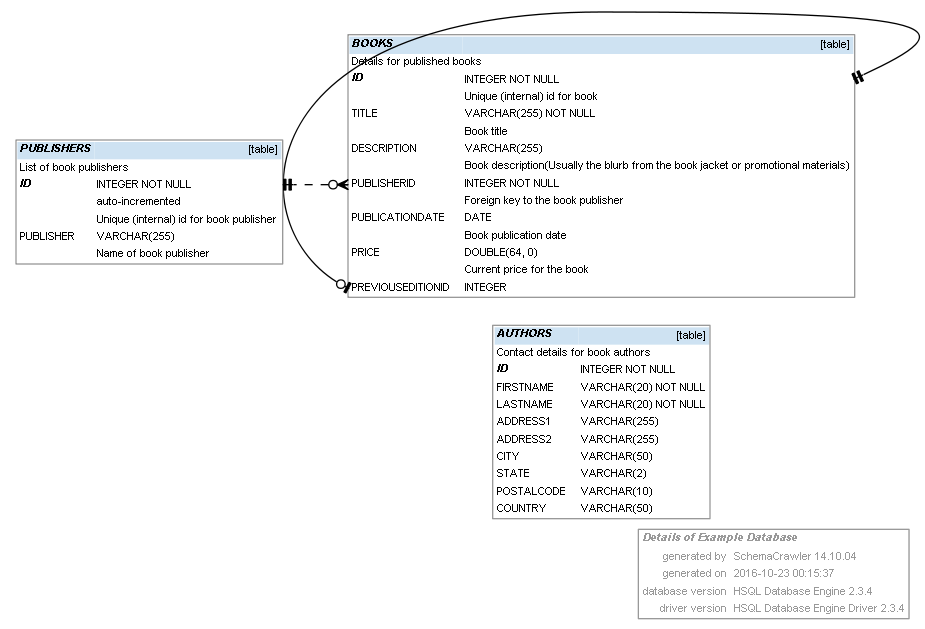 BOOKS [table]
Details for published books
ID INTEGER NOT NULL
Unique (internal) id for book
TITLE VARCHAR(255) NOT NULL
Book title
DESCRIPTION VARCHAR(255)
Book description(Usually the blurb from the book jacket or promotional materials)
PUBLISHERID INTEGER NOT NULL
Foreign key to the book publisher
PUBLICATIONDATE DATE
Book publication date
PRICE DOUBLE(64, 0)
Current price for the book
PREVIOUSEDITIONID INTEGER
PUBLISHERS [table]
List of book publishers
ID INTEGER NOT NULL
auto-incremented
Unique (internal) id for book publisher
PUBLISHER VARCHAR(255)
Name of book publisher
AUTHORS [table]
Contact details for book authors
ID INTEGER NOT NULL
FIRSTNAME VARCHAR(20) NOT NULL
LASTNAME VARCHAR(20) NOT NULL
ADDRESS1 VARCHAR(255)
ADDRESS2 VARCHAR(255)
CITY VARCHAR(50)
STATE VARCHAR(2)
POSTALCODE VARCHAR(10)
COUNTRY VARCHAR(50)
Details of Example Database
generated by SchemaCrawler 14.10.04
generated on 2016-10-23 00:15:37
database version HSQL Database Engine 2.3.4
driver version HSQL Database Engine Driver 2.3.4